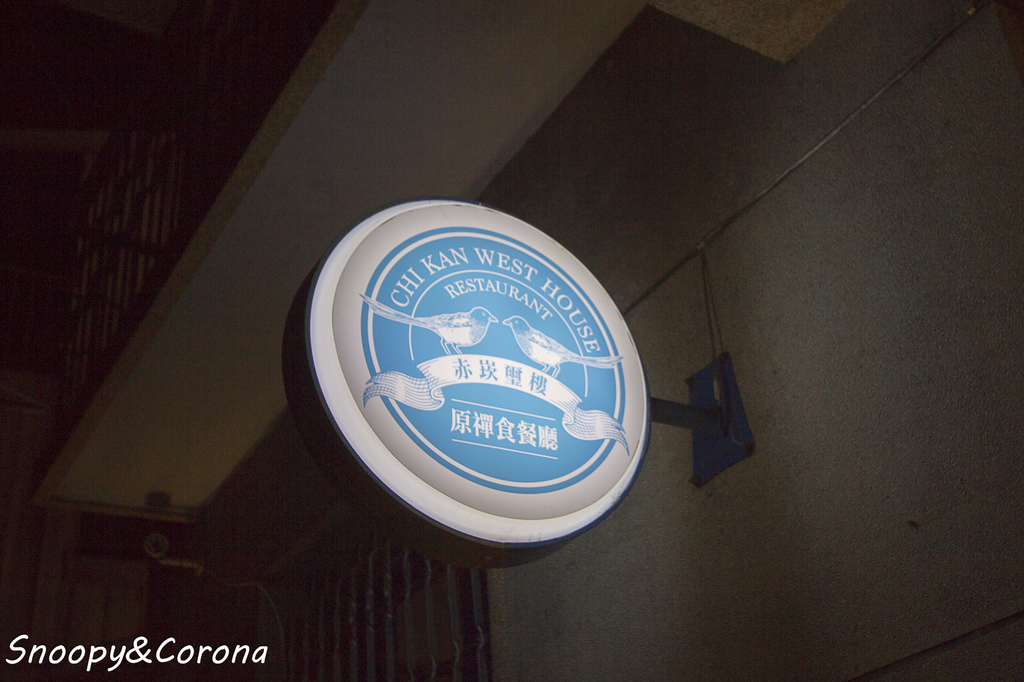 CHI KAN WEST HOUSE
RESTAURANT
赤崁璽樓
原禪食餐廳
Snoopy&Corona